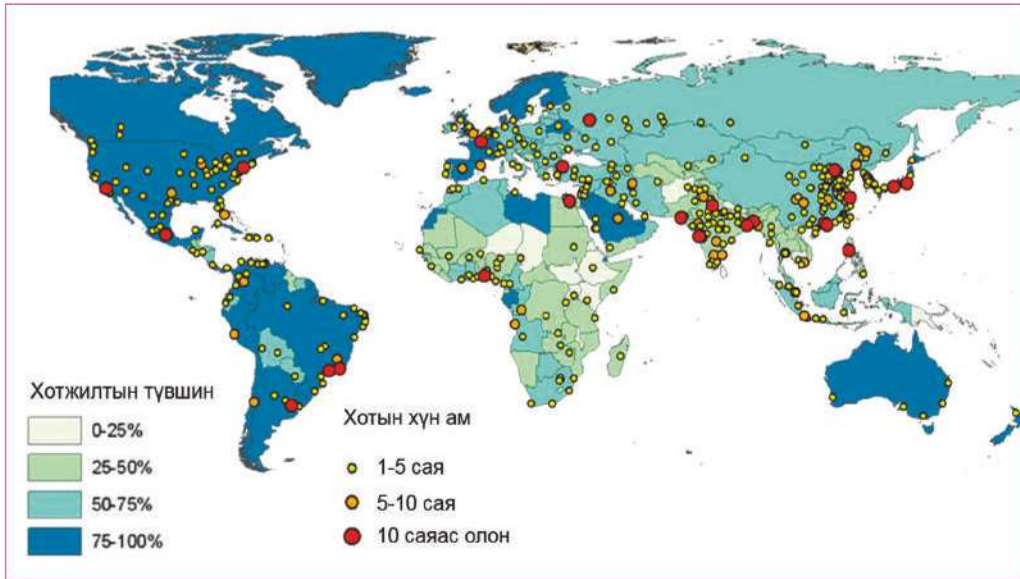 Хотжилтын түвшин
0-25%
25-50%
50-75%
75-100%
Хотын хүн ам
1-5 сая
5-10 сая
10 саяас олон